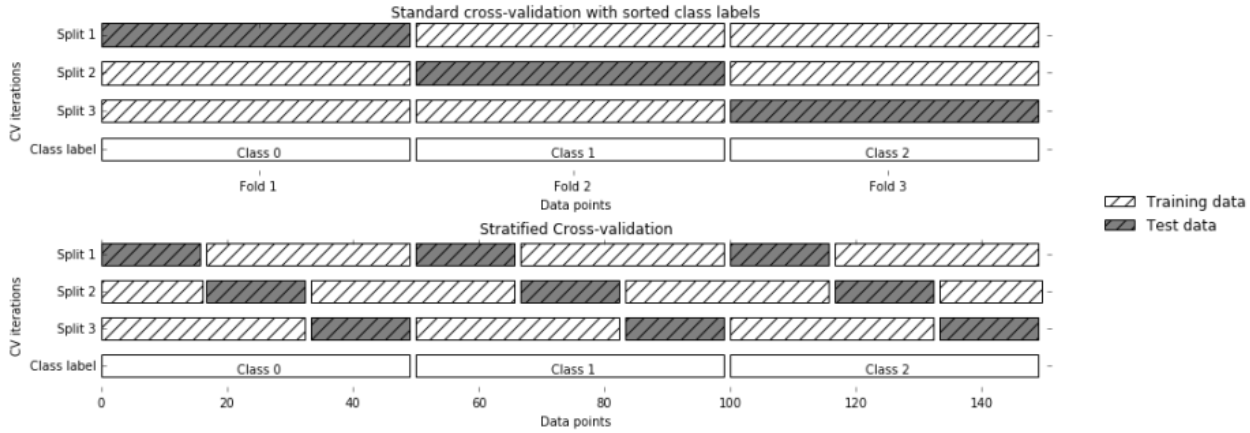 Standard cross-validation with sorted class labels
CV iterations
Split 1
Split 2
Split 3
Class label
Class 0 Class 1 Class 2
Fold 1 Fold 2 Fold 3
Data points
Training data
Test data
Stratified Cross-validation
CV iterations
Split 1
Split 2
Split 3
Class label
Class 0 Class 1 Class 2
0 20 40 60 80 100 120 140
Data points